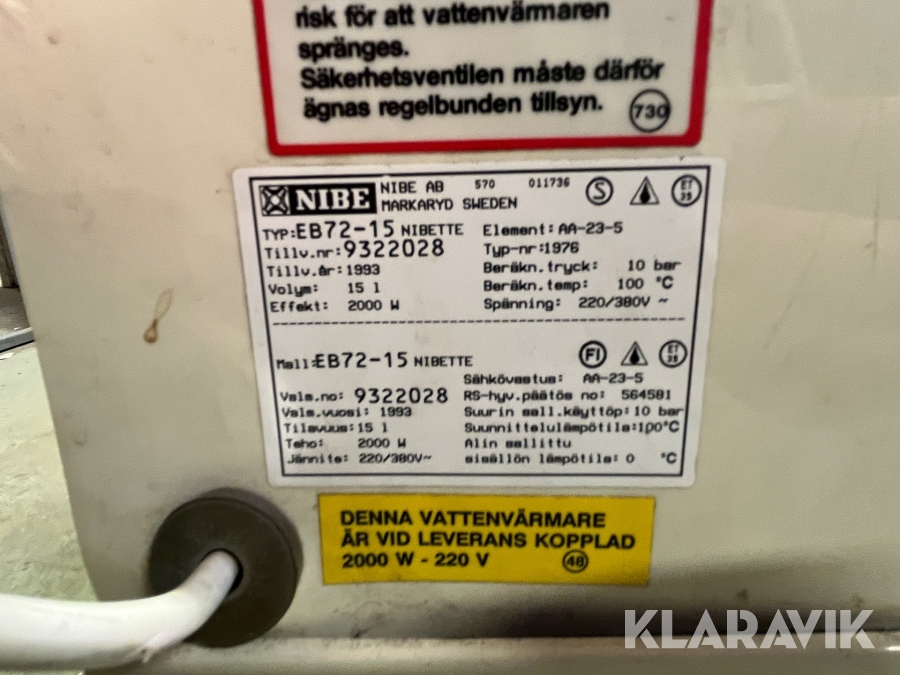 risk för att vattenvärmaren
spränges.
Säkerhetsventilen måste därför
ägnas regelbunden tillsyn. 730
NIBE NIBE AB 570 011736 S ET 35
MARKARYD SWEDEN
TYP:EB72-15 NIBETTE Element: AA-23-5
Tillv.nr:9322028 Typ-nr:1976
Tillv.år:1993 Beräkn.tryck: 10 bar
Volym: 15 l Beräkn.temp: 100 °C
Effekt: 2000 W Spänning: 220/380V ~
Mall:EB72-15 NIBETTE FI ET 35
Sähkövastus: AA-23-5
Valm.no: 9322028 RS-hyv.päätös no: 564581
Valm.vuosi: 1993 Suurin sall.käyttöp:10 bar
Tilavuus:15 l Suunnittelulämpötila:100°C
Teho: 2000 W Alin sallittu
Jännite: 220/380V~ sisällön lämpötila: 0 °C
DENNA VATTENVÄRMARE
ÄR VID LEVERANS KOPPLAD
2000 W - 220 V 48
KLARAVIK